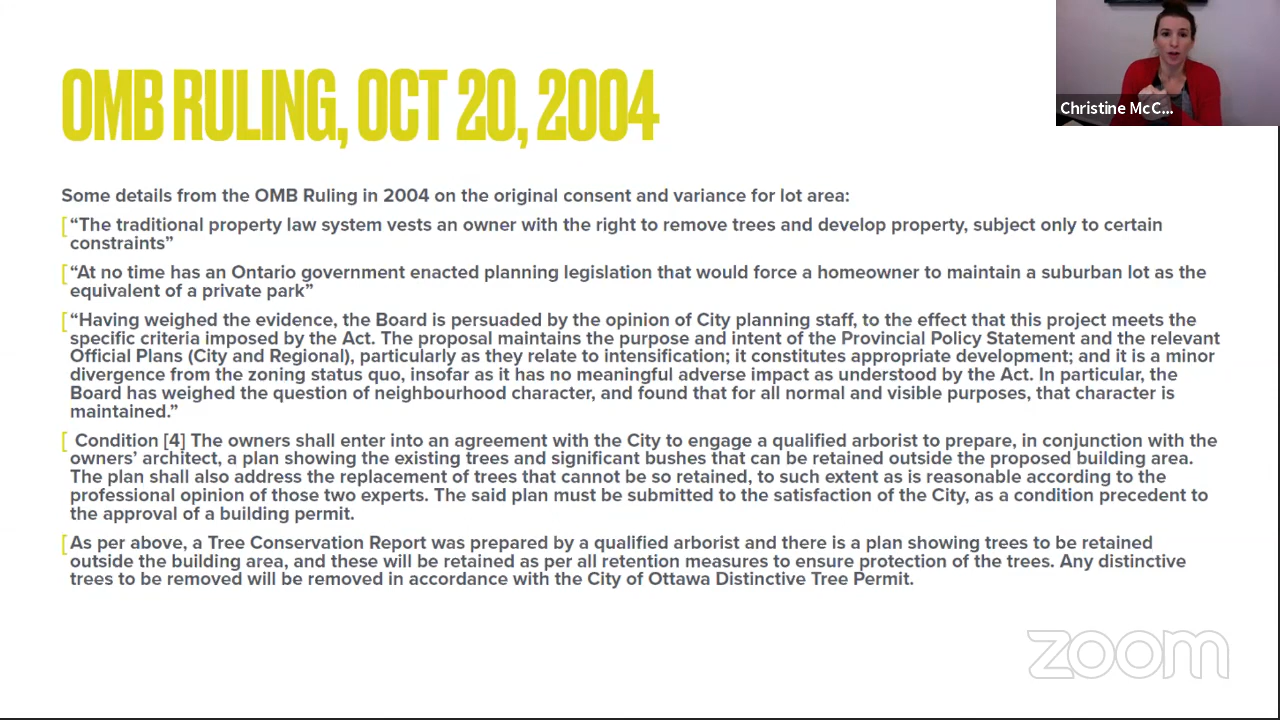 OMB RULING, OCT 20, 2004
Christine McC...
Some details from the OMB Ruling in 2004 on the original consent and variance for lot area:
[ “The traditional property law system vests an owner with the right to remove trees and develop property, subject only to certain
constraints”
[ “At no time has an Ontario government enacted planning legislation that would force a homeowner to maintain a suburban lot as the
equivalent of a private park”
[ “Having weighed the evidence, the Board is persuaded by the opinion of City planning staff, to the effect that this project meets the
specific criteria imposed by the Act. The proposal maintains the purpose and intent of the Provincial Policy Statement and the relevant
Official Plans (City and Regional), particularly as they relate to intensification; it constitutes appropriate development; and it is a minor
divergence from the zoning status quo, insofar as it has no meaningful adverse impact as understood by the Act. In particular, the
Board has weighed the question of neighbourhood character, and found that for all normal and visible purposes, that character is
maintained.”
[ Condition [4] The owners shall enter into an agreement with the City to engage a qualified arborist to prepare, in conjunction with the
owners’ architect, a plan showing the existing trees and significant bushes that can be retained outside the proposed building area.
The plan shall also address the replacement of trees that cannot be so retained, to such extent as is reasonable according to the
professional opinion of those two experts. The said plan must be submitted to the satisfaction of the City, as a condition precedent to
the approval of a building permit.
[ As per above, a Tree Conservation Report was prepared by a qualified arborist and there is a plan showing trees to be retained
outside the building area, and these will be retained as per all retention measures to ensure protection of the trees. Any distinctive
trees to be removed will be removed in accordance with the City of Ottawa Distinctive Tree Permit.
zoom